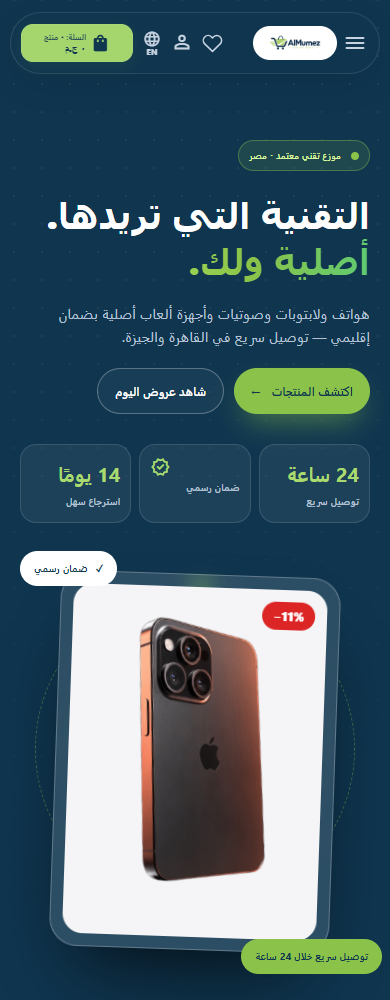 AlMumez
EN
السلة: ٠ منتج
٠ ج.م
موزع تقني معتمد · مصر
التقنية التي تريدها.
أصلية ولك.
هواتف ولابتوبات وصوتيات وأجهزة ألعاب أصلية بضمان
إقليمي — توصيل سريع في القاهرة والجيزة.
اكتشف المنتجات ←
شاهد عروض اليوم
24 ساعة
توصيل سريع
ضمان رسمي
14 يومًا
استرجاع سهل
✓ ضمان رسمي
−11%
توصيل سريع خلال 24 ساعة